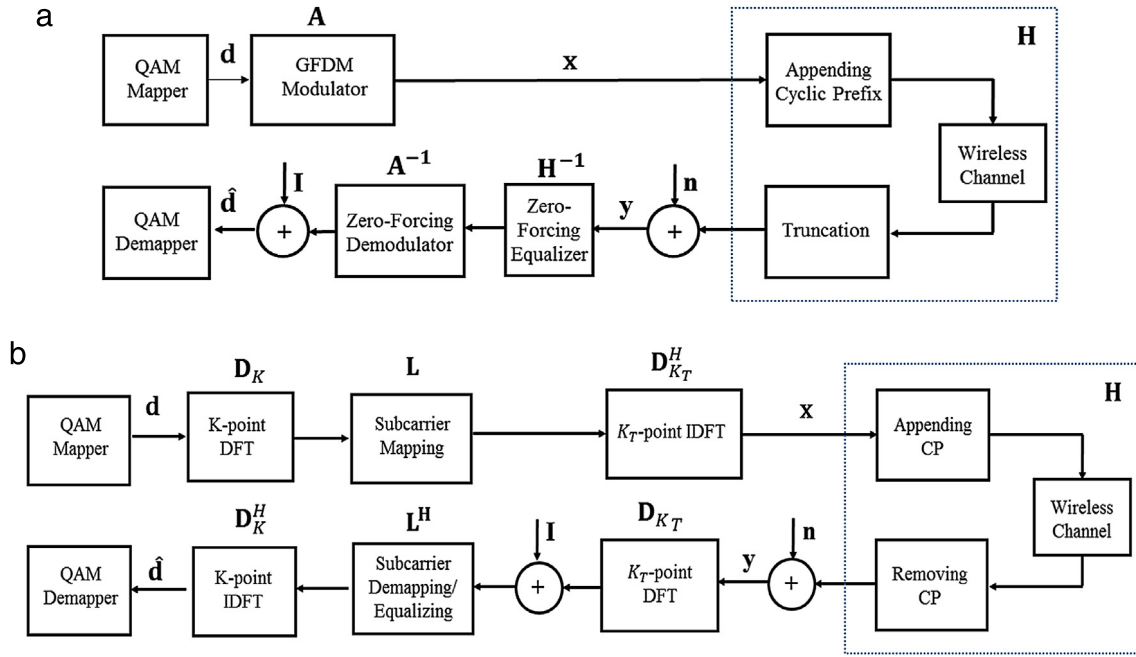 a
A
H
QAM
Mapper
d
GFDM
Modulator
x
Appending
Cyclic Prefix
Wireless
Channel
A⁻¹
H⁻¹
I
n
QAM
Demapper
d̂
+
Zero-Forcing
Demodulator
Zero-
Forcing
Equalizer
y
+
Truncation
b
D_K
L
D_{K_T}^H
H
QAM
Mapper
d
K-point
DFT
Subcarrier
Mapping
K_T-point IDFT
x
Appending
CP
Wireless
Channel
D_K^H
L^H
I
D_{K_T}
n
QAM
Demapper
d̂
K-point
IDFT
Subcarrier
Demapping/
Equalizing
+
K_T-point
DFT
y
+
Removing
CP